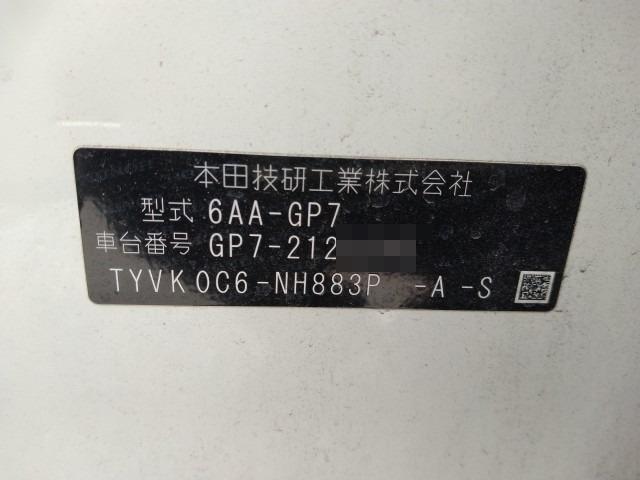 本田技研工業株式会社
型式 6AA-GP7
車台番号 GP7-212
TYVK0C6-NH883P -A -S